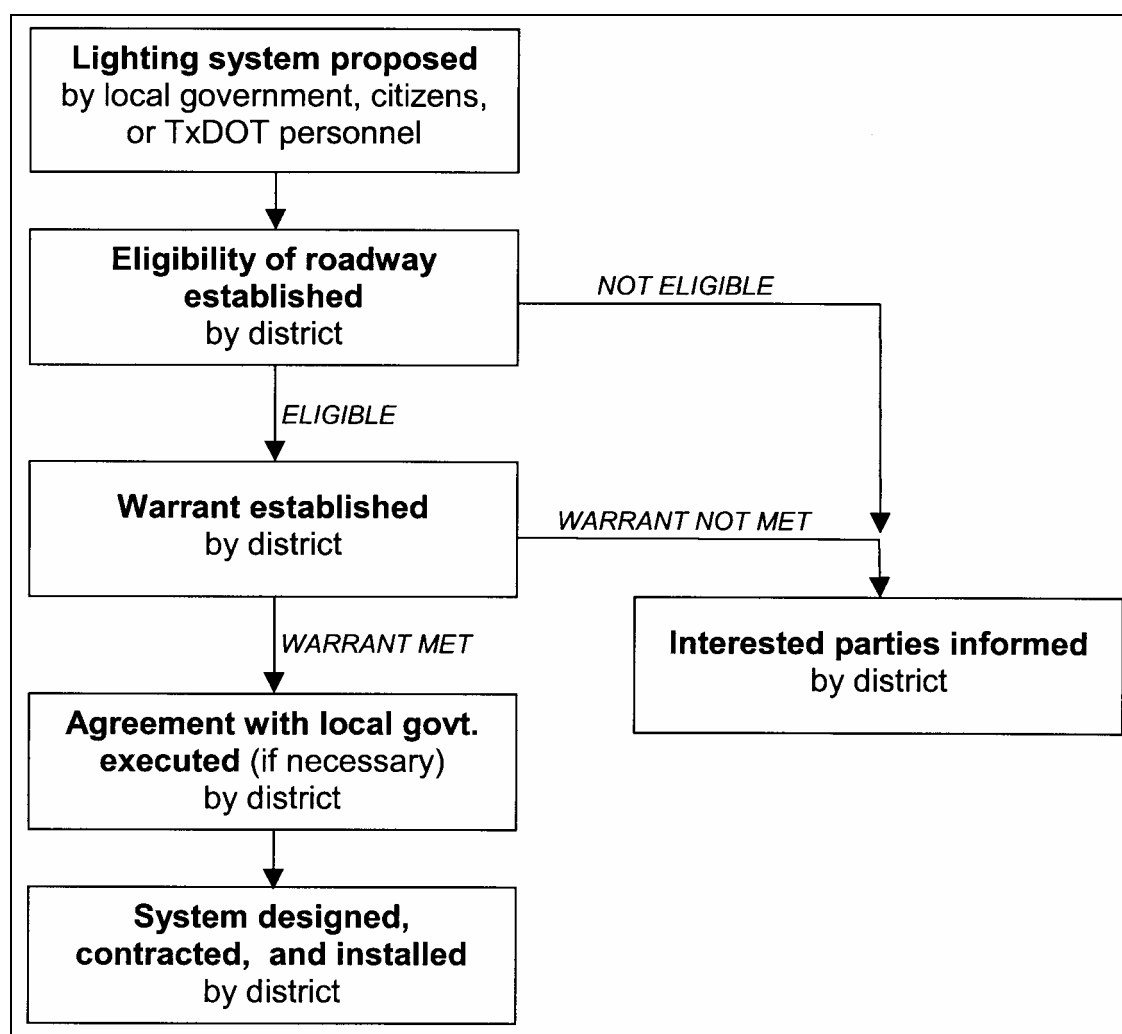 Lighting system proposed
by local government, citizens,
or TxDOT personnel
Eligibility of roadway
established
by district
NOT ELIGIBLE
ELIGIBLE
Warrant established
by district
WARRANT NOT MET
WARRANT MET
Interested parties informed
by district
Agreement with local govt.
executed (if necessary)
by district
System designed,
contracted, and installed
by district